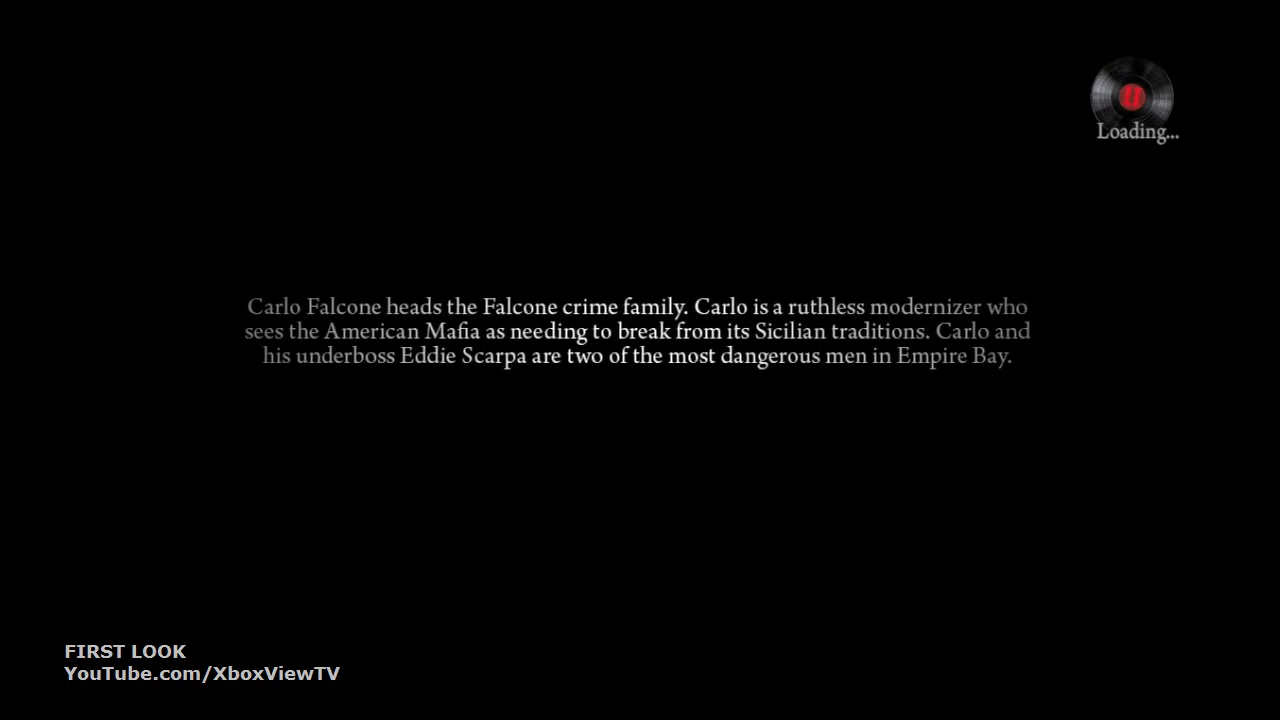 Loading...
Carlo Falcone heads the Falcone crime family. Carlo is a ruthless modernizer who
sees the American Mafia as needing to break from its Sicilian traditions. Carlo and
his underboss Eddie Scarpa are two of the most dangerous men in Empire Bay.
FIRST LOOK
YouTube.com/XboxViewTV